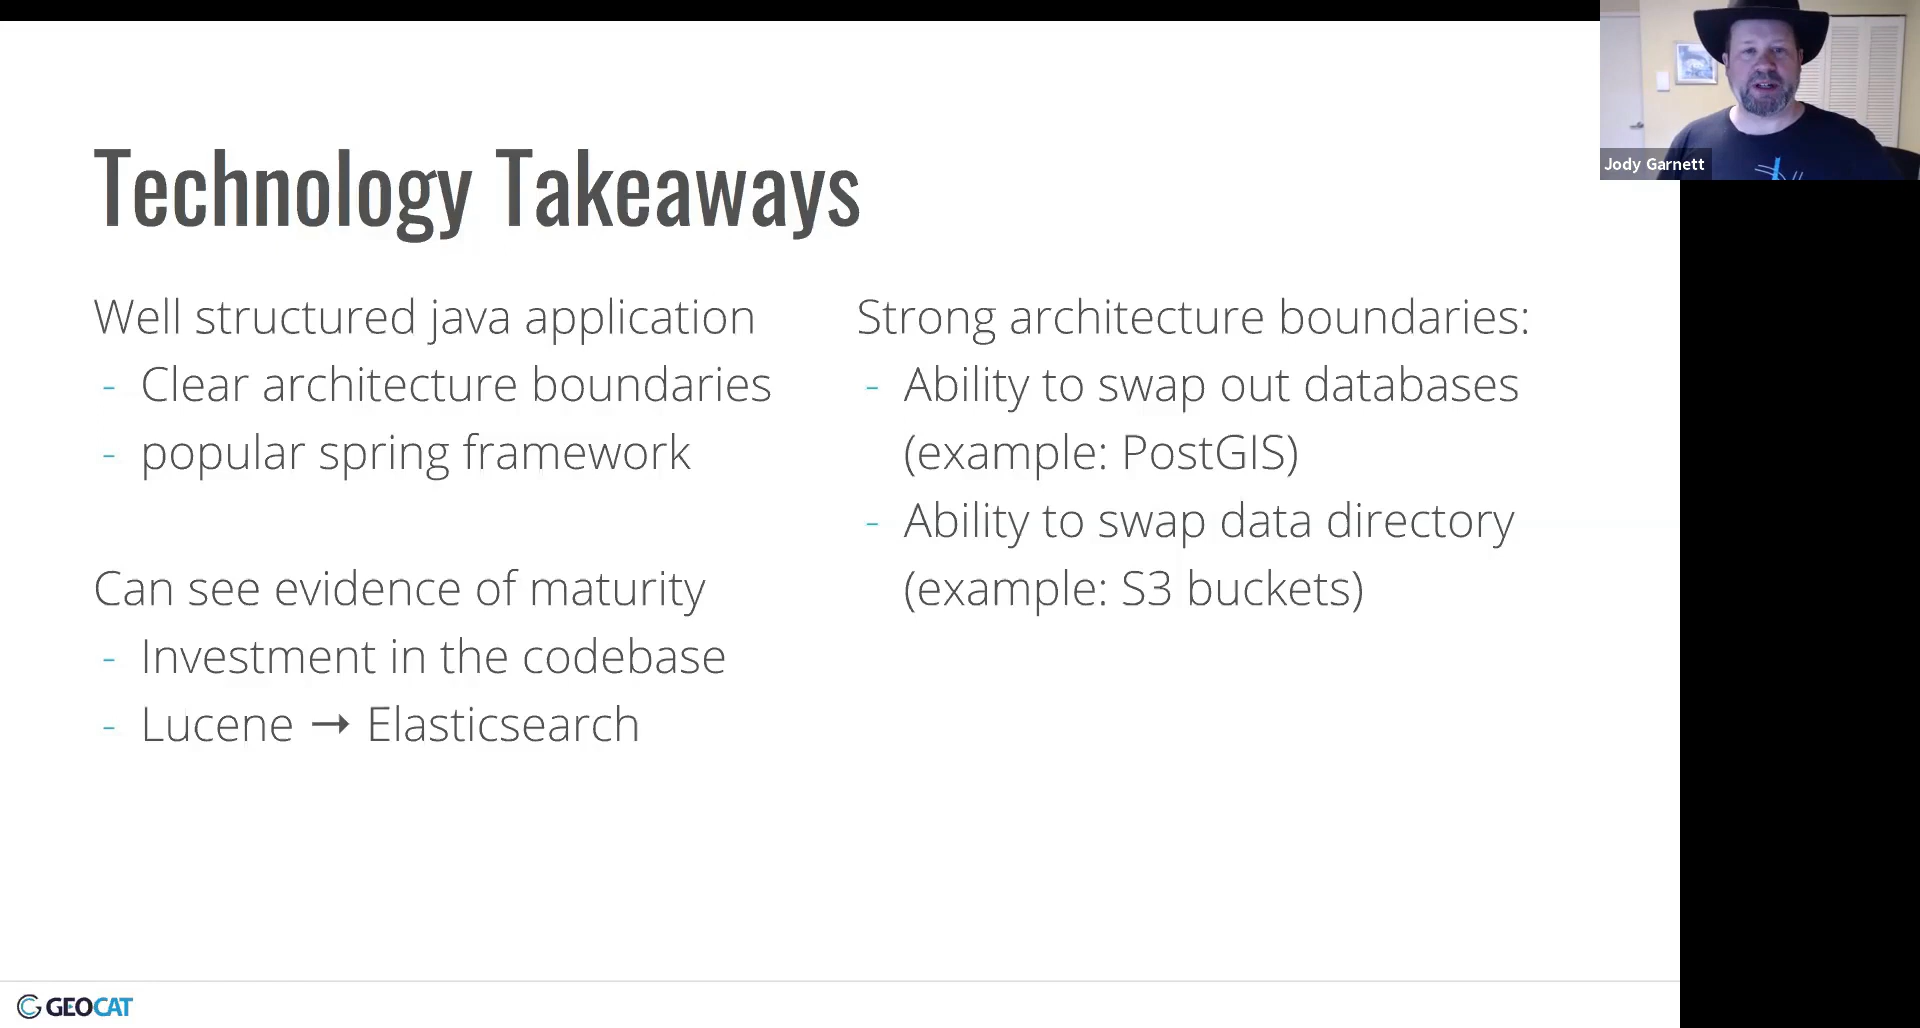 Technology Takeaways
Well structured java application
- Clear architecture boundaries
- popular spring framework
Can see evidence of maturity
- Investment in the codebase
- Lucene → Elasticsearch
Strong architecture boundaries:
- Ability to swap out databases
(example: PostGIS)
- Ability to swap data directory
(example: S3 buckets)
Jody Garnett
GEOCAT